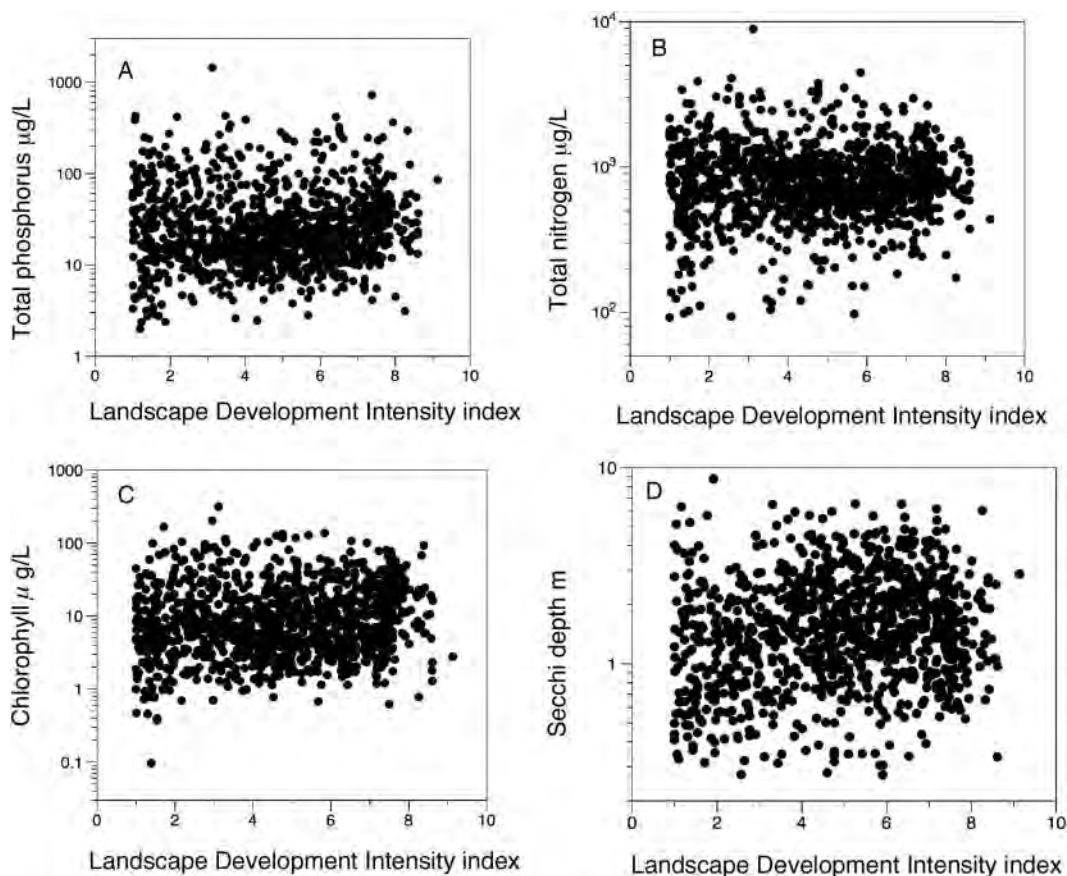 A
Total phosphorus μg/L
1000
100
10
1
0 2 4 6 8 10
Landscape Development Intensity index
B
Total nitrogen μg/L
10⁴
10³
10²
0 2 4 6 8 10
Landscape Development Intensity index
C
Chlorophyll μ g/L
1000
100
10
1
0.1
0 2 4 6 8 10
Landscape Development Intensity index
D
Secchi depth m
10
1
0 2 4 6 8 10
Landscape Development Intensity index